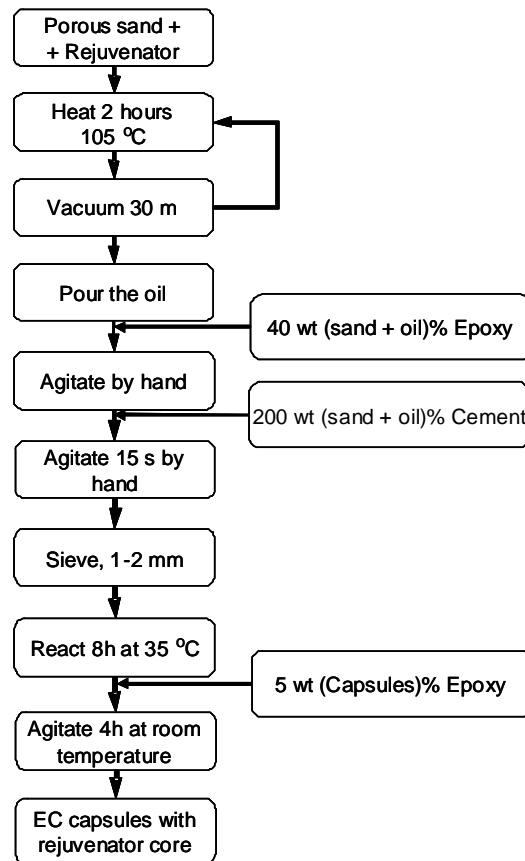 Porous sand +
+ Rejuvenator
Heat 2 hours
105 ⁰C
Vacuum 30 m
Pour the oil
40 wt (sand + oil)% Epoxy
Agitate by hand
200 wt (sand + oil)% Cement
Agitate 15 s by
hand
Sieve, 1-2 mm
React 8h at 35 ⁰C
5 wt (Capsules)% Epoxy
Agitate 4h at room
temperature
EC capsules with
rejuvenator core